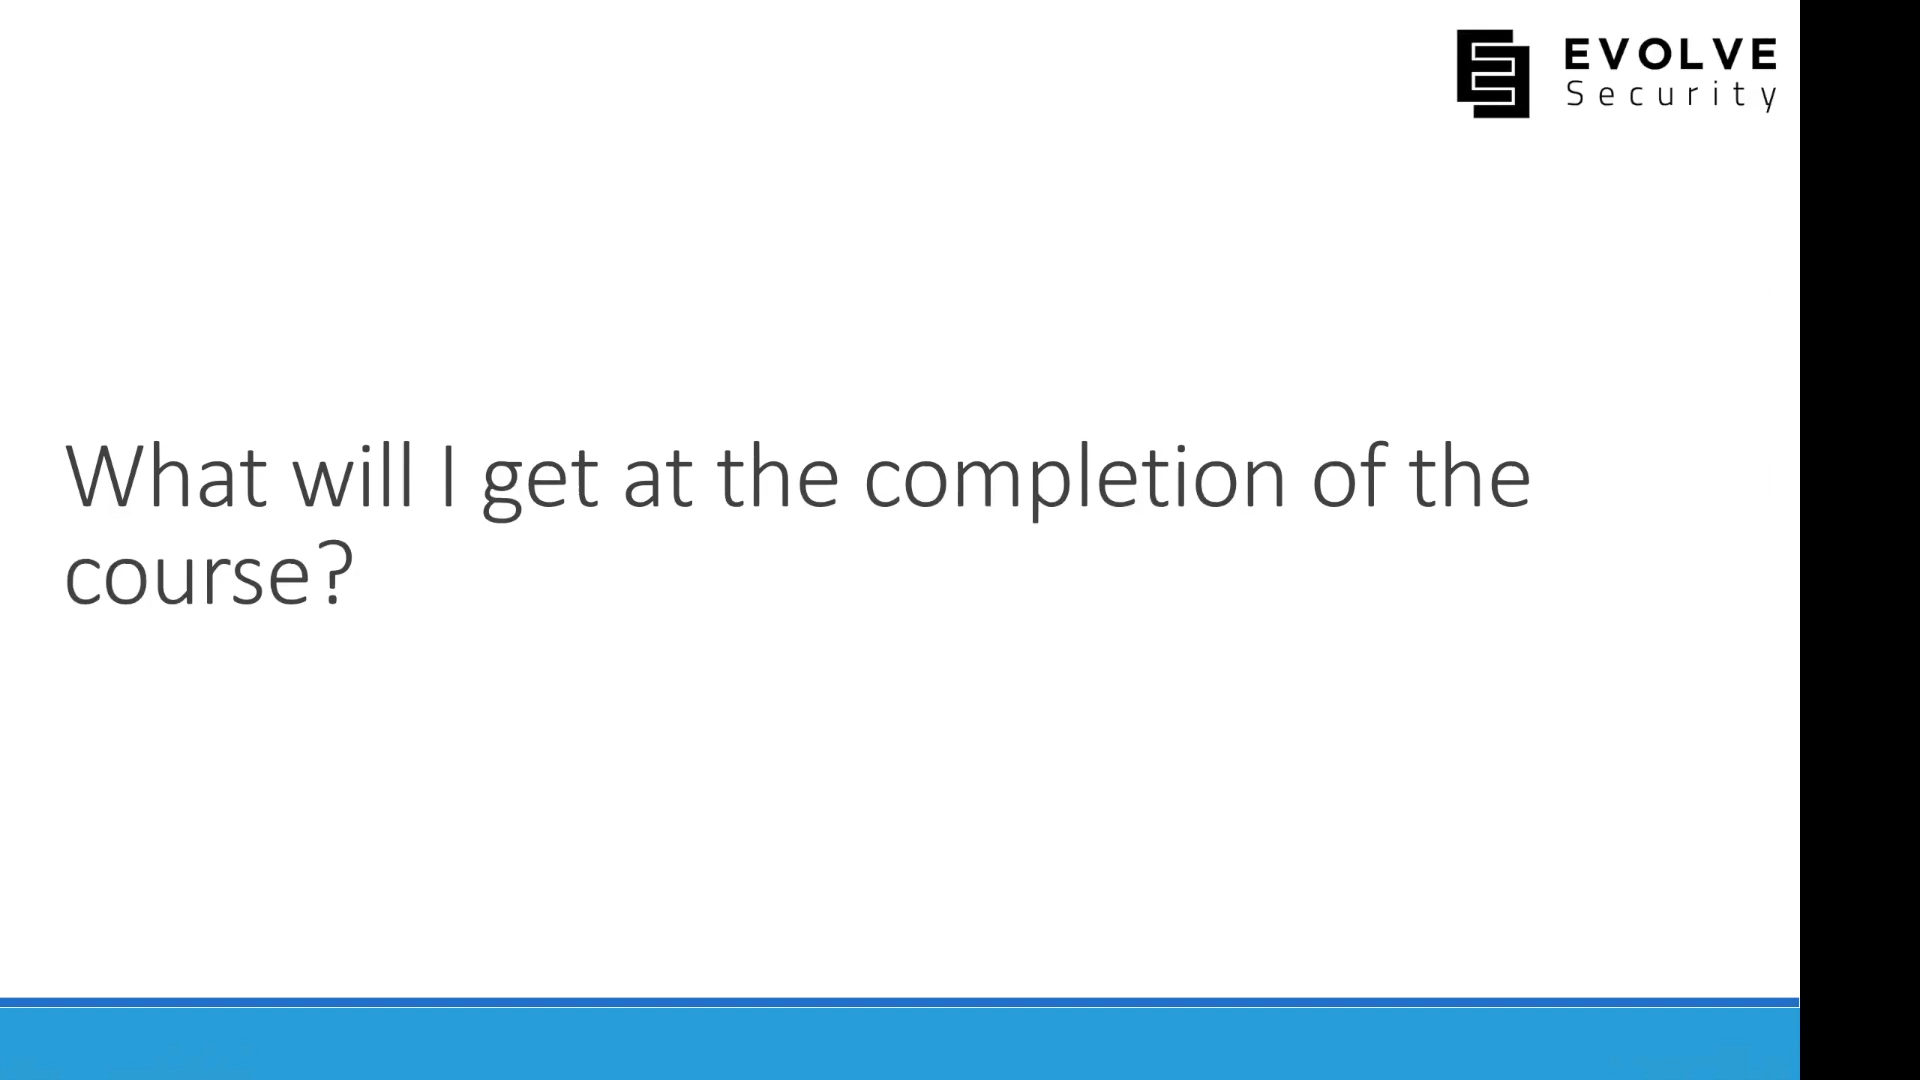 EVOLVE
Security
What will I get at the completion of the
course?